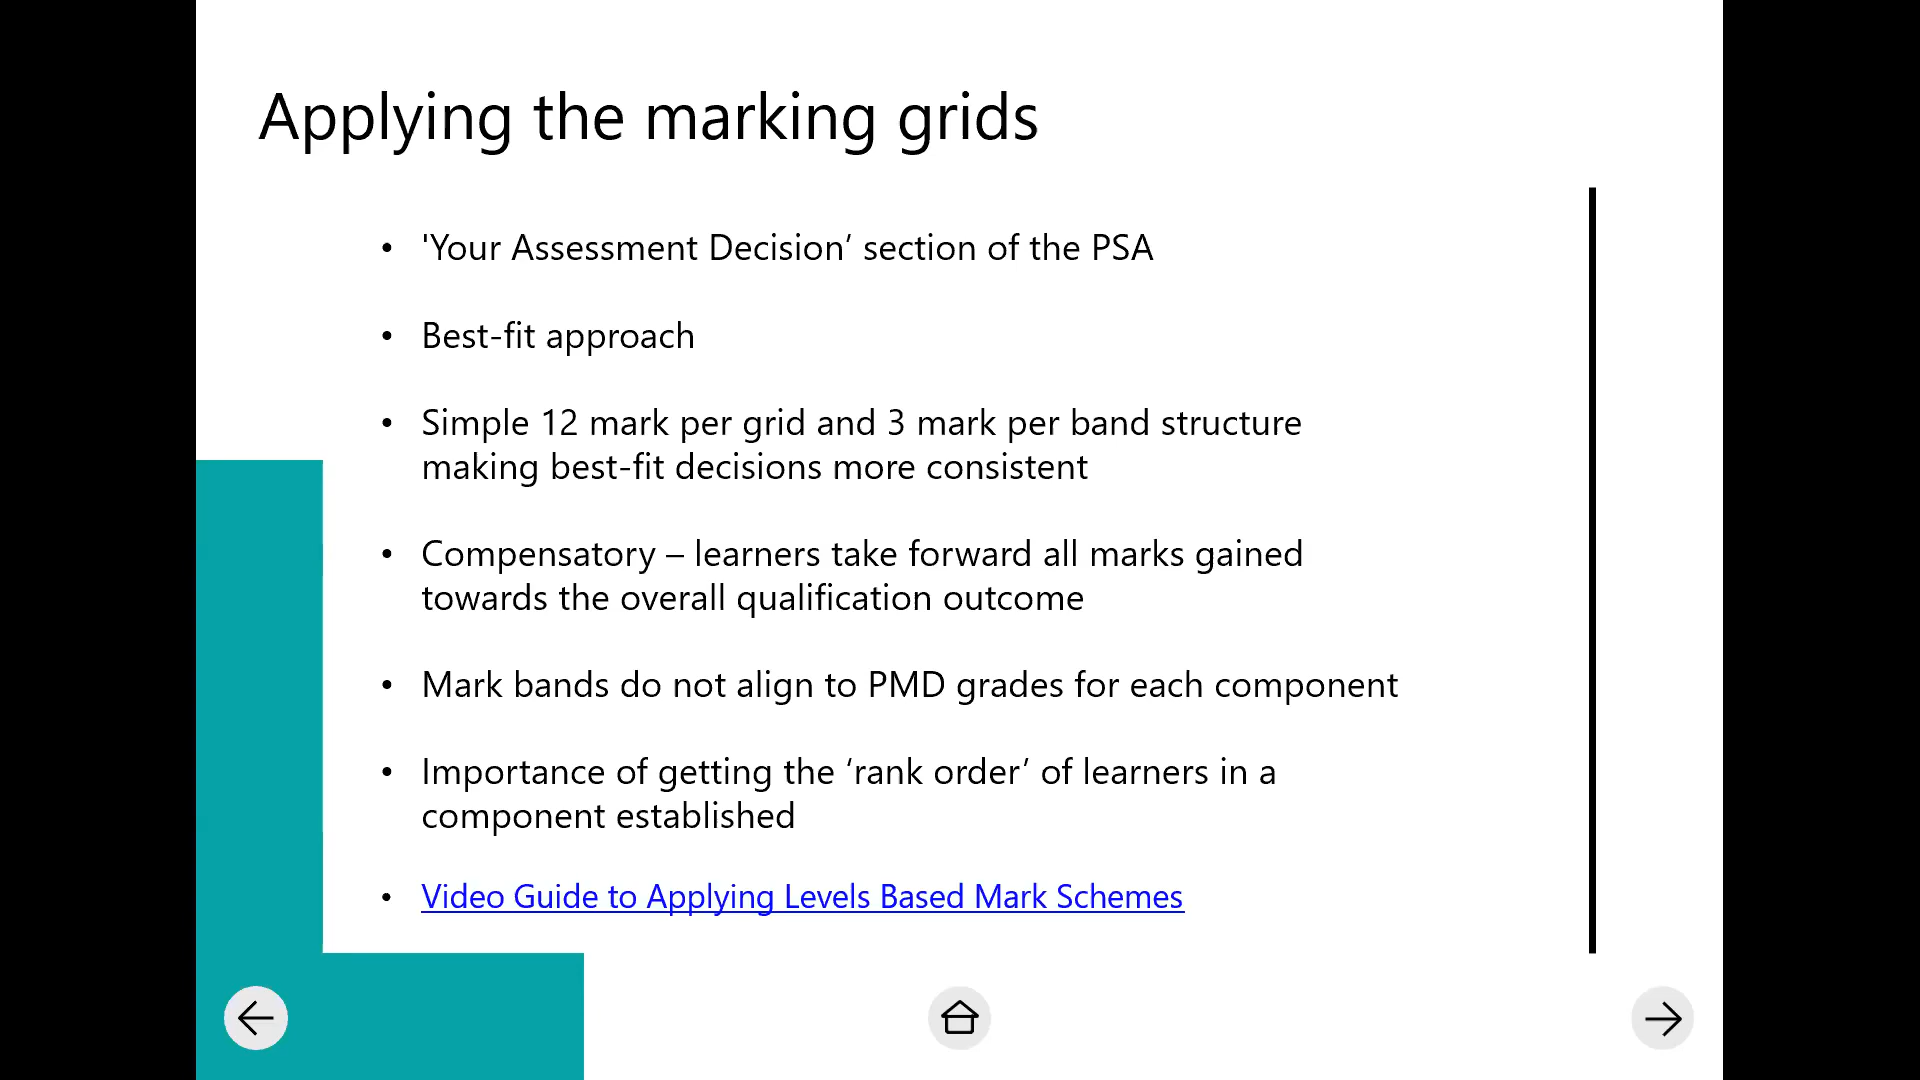 Applying the marking grids
• 'Your Assessment Decision’ section of the PSA
• Best-fit approach
• Simple 12 mark per grid and 3 mark per band structure
making best-fit decisions more consistent
• Compensatory – learners take forward all marks gained
towards the overall qualification outcome
• Mark bands do not align to PMD grades for each component
• Importance of getting the ‘rank order’ of learners in a
component established
• Video Guide to Applying Levels Based Mark Schemes